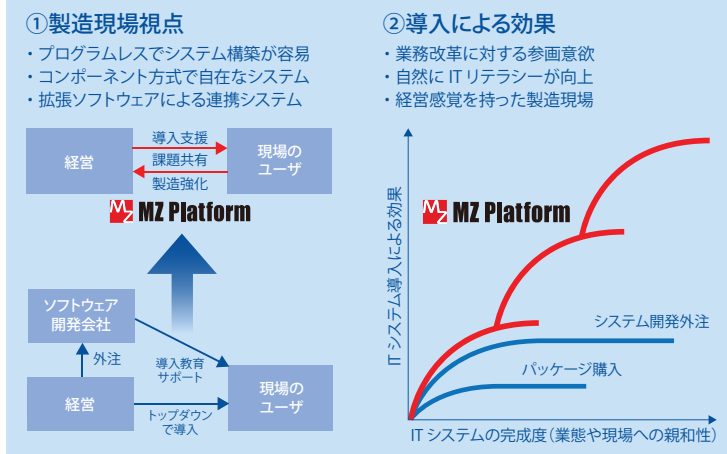 ①製造現場視点
・プログラムレスでシステム構築が容易
・コンポーネント方式で自在なシステム
・拡張ソフトウェアによる連携システム
経営
導入支援
課題共有
製造強化
現場の
ユーザ
MZ MZ Platform
ソフトウェア
開発会社
外注
導入教育
サポート
経営
トップダウン
で導入
現場の
ユーザ
②導入による効果
・業務改革に対する参画意欲
・自然に IT リテラシーが向上
・経営感覚を持った製造現場
IT システム導入による効果
MZ MZ Platform
システム開発外注
パッケージ購入
IT システムの完成度(業態や現場への親和性)